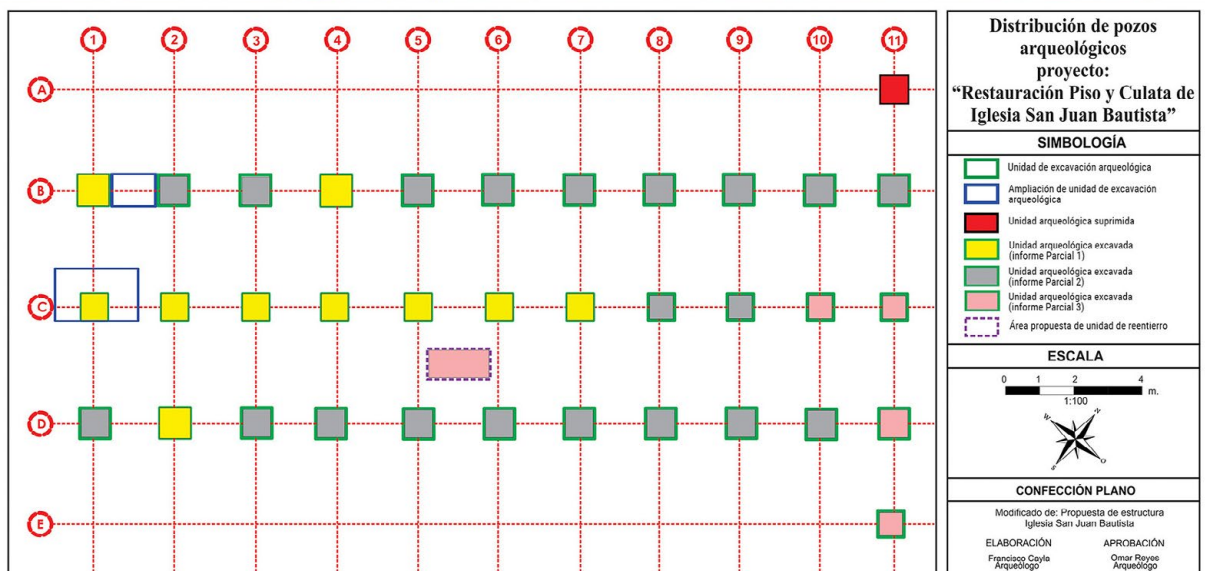 1 2 3 4 5 6 7 8 9 10 11
A
B
C
D
E
Distribución de pozos
arqueológicos
proyecto:
“Restauración Piso y Culata de
Iglesia San Juan Bautista”
SIMBOLOGÍA
Unidad de excavación arqueológica
Ampliación de unidad de excavación
arqueológica
Unidad arqueológica suprimida
Unidad arqueológica excavada
(informe Parcial 1)
Unidad arqueológica excavada
(informe Parcial 2)
Unidad arqueológica excavada
(informe Parcial 3)
Área propuesta de unidad de reentierro
ESCALA
0 1 2 4
m.
1:100
N
W
S
O
CONFECCIÓN PLANO
Modificado de: Propuesta de estructura
Iglesia San Juan Bautista
ELABORACIÓN APROBACIÓN
Francisco Cayla Omar Reyes
Arqueólogo Arqueólogo